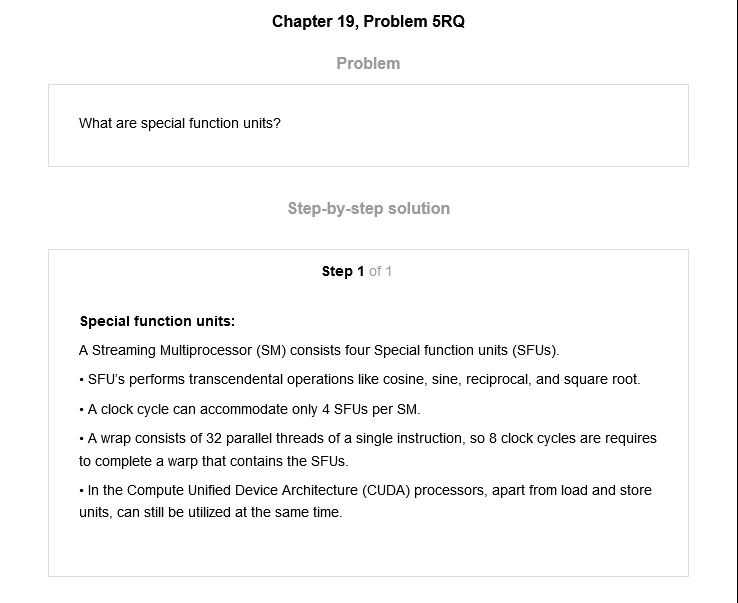 Chapter 19, Problem 5RQ
Problem
What are special function units?
Step-by-step solution
Step 1 of 1
Special function units:
A Streaming Multiprocessor (SM) consists four Special function units (SFUs).
• SFU's performs transcendental operations like cosine, sine, reciprocal, and square root.
• A clock cycle can accommodate only 4 SFUs per SM.
• A wrap consists of 32 parallel threads of a single instruction, so 8 clock cycles are requires
to complete a warp that contains the SFUs.
• In the Compute Unified Device Architecture (CUDA) processors, apart from load and store
units, can still be utilized at the same time.